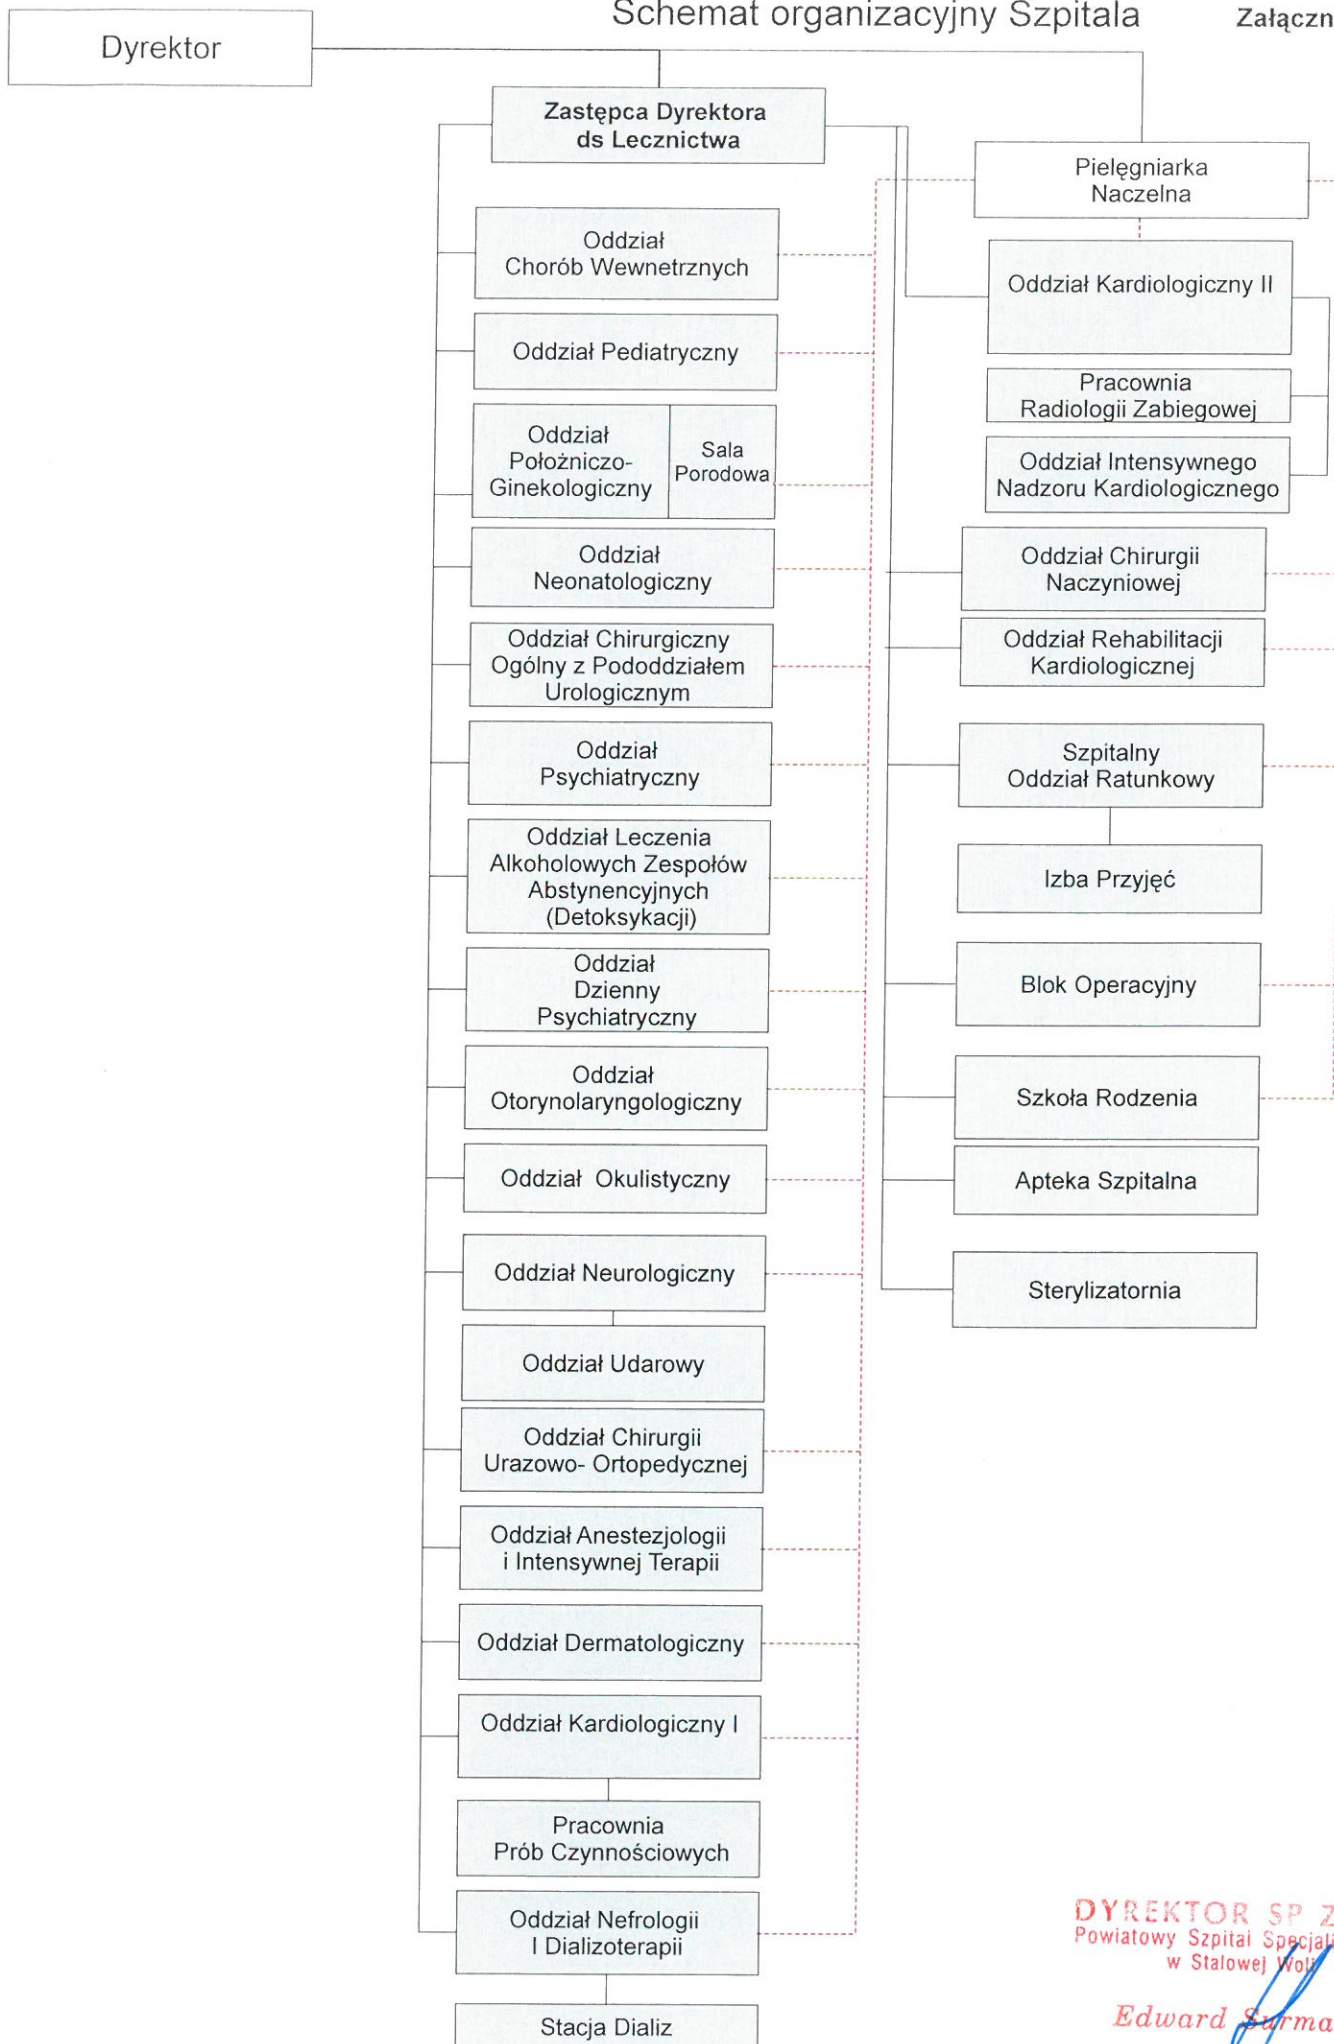 Schemat organizacyjny Szpitala
Załączn
Dyrektor
Zastępca Dyrektora
ds Lecznictwa
Pielęgniarka
Naczelna
Oddział
Chorób Wewnetrznych
Oddział Pediatryczny
Oddział
Położniczo-
Ginekologiczny
Sala
Porodowa
Oddział
Neonatologiczny
Oddział Chirurgiczny
Ogólny z Pododdziałem
Urologicznym
Oddział
Psychiatryczny
Oddział Leczenia
Alkoholowych Zespołów
Abstynencyjnych
(Detoksykacji)
Oddział
Dzienny
Psychiatryczny
Oddział
Otorynolaryngologiczny
Oddział Okulistyczny
Oddział Neurologiczny
Oddział Udarowy
Oddział Chirurgii
Urazowo- Ortopedycznej
Oddział Anestezjologii
i Intensywnej Terapii
Oddział Dermatologiczny
Oddział Kardiologiczny I
Pracownia
Prób Czynnościowych
Oddział Nefrologii
I Dializoterapii
Stacja Dializ
Oddział Kardiologiczny II
Pracownia
Radiologii Zabiegowej
Oddział Intensywnego
Nadzoru Kardiologicznego
Oddział Chirurgii
Naczyniowej
Oddział Rehabilitacji
Kardiologicznej
Szpitalny
Oddział Ratunkowy
Izba Przyjęć
Blok Operacyjny
Szkoła Rodzenia
Apteka Szpitalna
Sterylizatornia
DYREKTOR SP Z
Powiatowy Szpital Specjali
w Stalowej Woli
Edward Surma